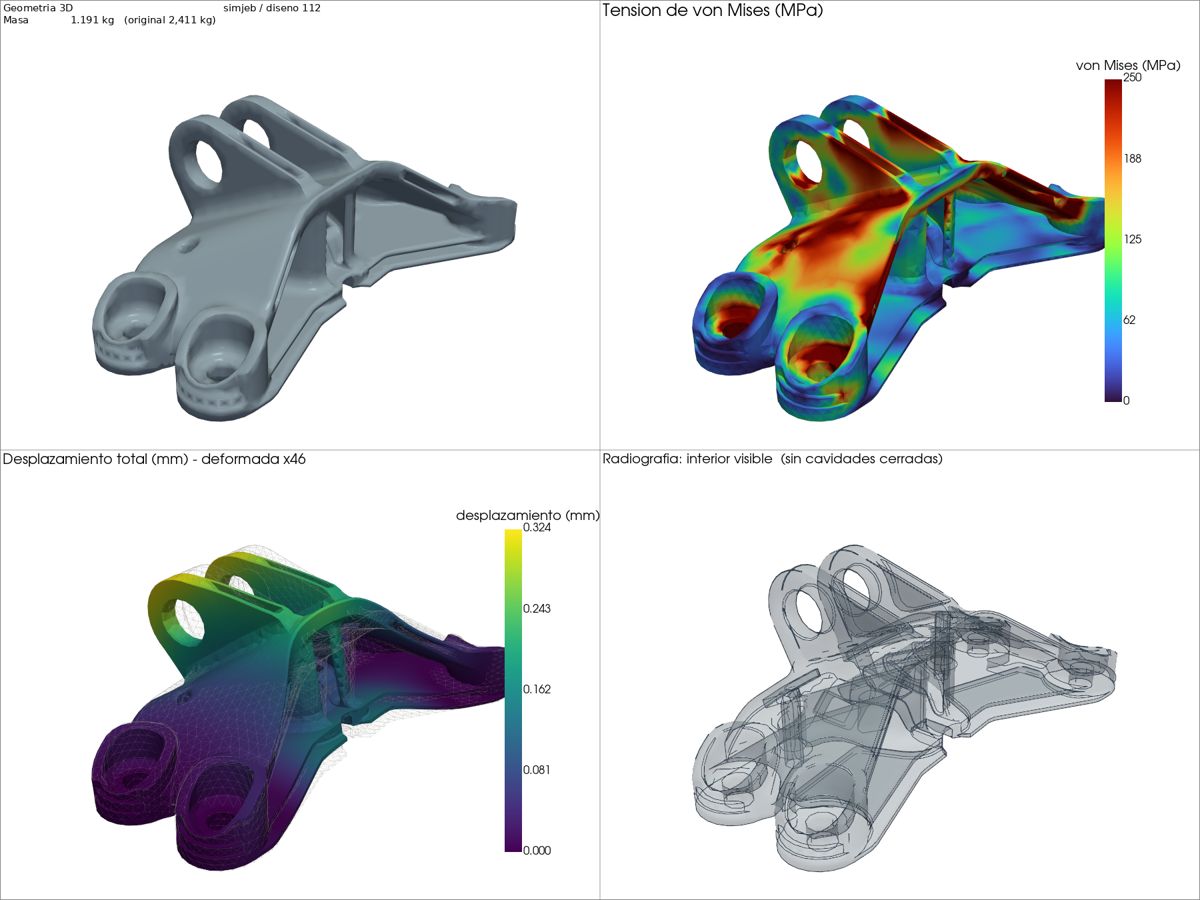 Geometria 3D simjeb / diseno 112
Masa 1.191 kg (original 2,411 kg)
Tension de von Mises (MPa)
von Mises (MPa)
250
188
125
62
0
Desplazamiento total (mm) - deformada x46
desplazamiento (mm)
0.324
0.243
0.162
0.081
0.000
Radiografia: interior visible (sin cavidades cerradas)